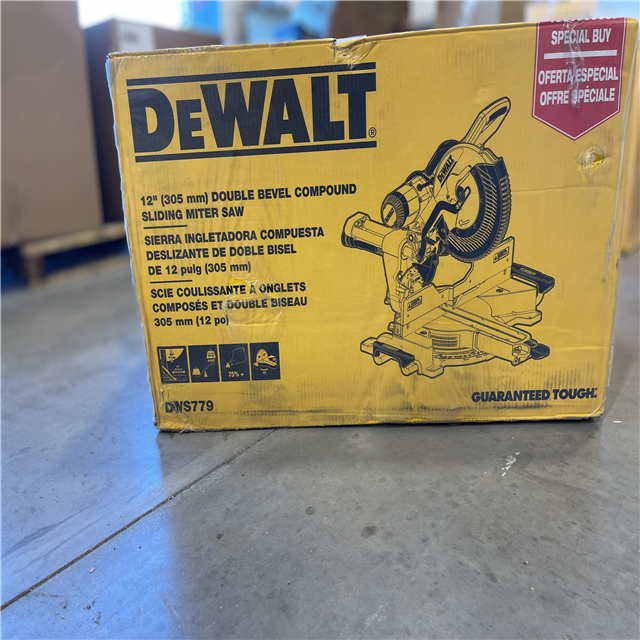 SPECIAL BUY
OFERTA ESPECIAL
OFFRE SPÉCIALE
DEWALT®
12" (305 mm) DOUBLE BEVEL COMPOUND
SLIDING MITER SAW
SIERRA INGLETADORA COMPUESTA
DESLIZANTE DE DOBLE BISEL
DE 12 pulg (305 mm)
SCIE COULISSANTE À ONGLETS
COMPOSÉS ET DOUBLE BISEAU
305 mm (12 po)
75% +
DWS779
GUARANTEED TOUGH.
DEWALT